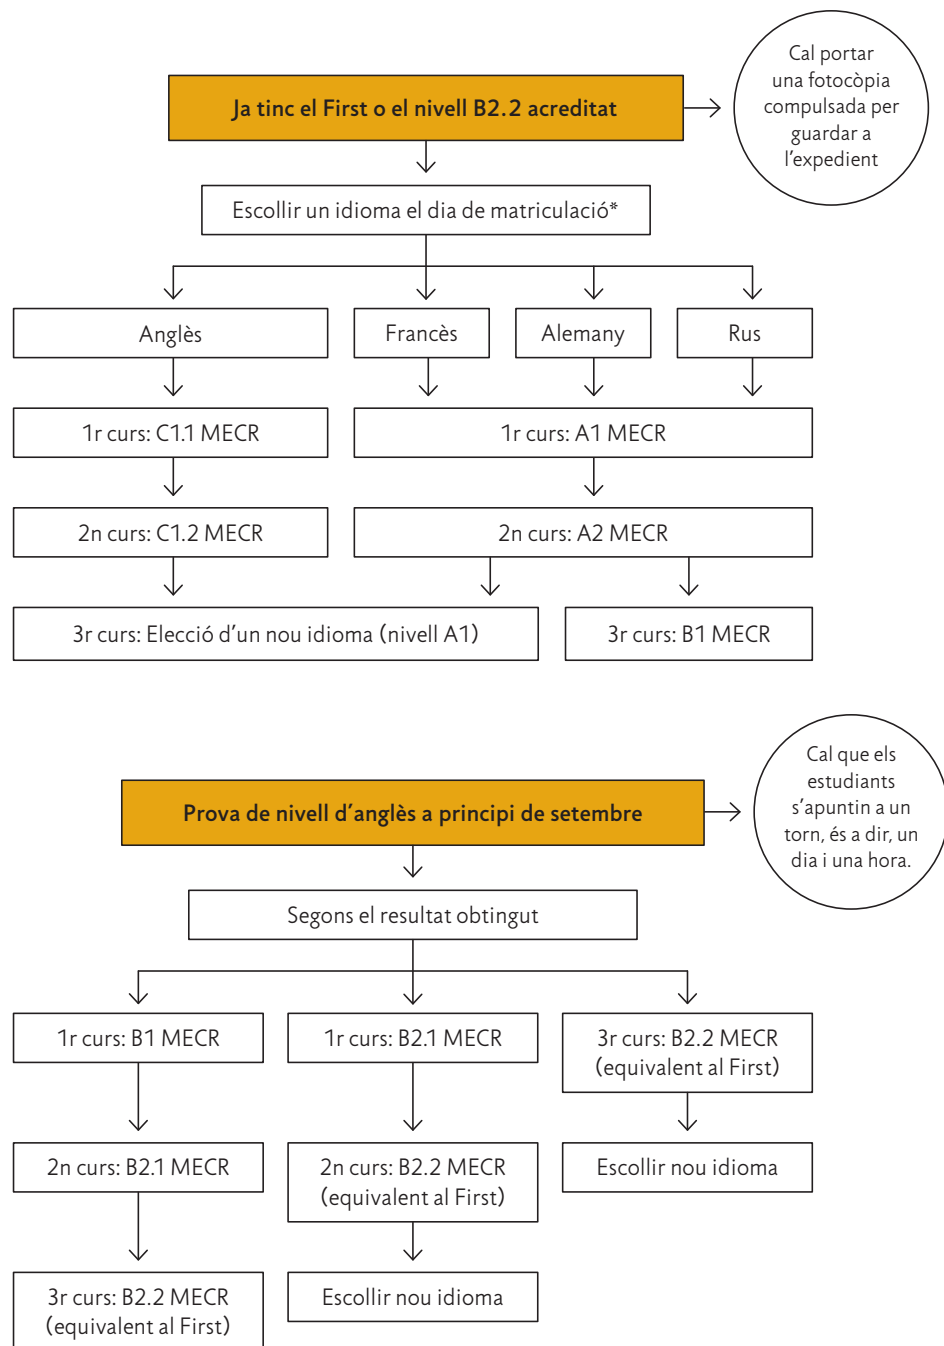 Cal portar
una fotocòpia
compulsada per
guardar a
l'expedient
Ja tinc el First o el nivell B2.2 acreditat
Escollir un idioma el dia de matriculació*
Anglès
Francès
Alemany
Rus
1r curs: C1.1 MECR
1r curs: A1 MECR
2n curs: C1.2 MECR
2n curs: A2 MECR
3r curs: Elecció d'un nou idioma (nivell A1)
3r curs: B1 MECR
Cal que els
estudiants
s'apuntin a un
torn, és a dir, un
dia i una hora.
Prova de nivell d'anglès a principi de setembre
Segons el resultat obtingut
1r curs: B1 MECR
1r curs: B2.1 MECR
3r curs: B2.2 MECR
(equivalent al First)
2n curs: B2.1 MECR
2n curs: B2.2 MECR
(equivalent al First)
Escollir nou idioma
3r curs: B2.2 MECR
(equivalent al First)
Escollir nou idioma